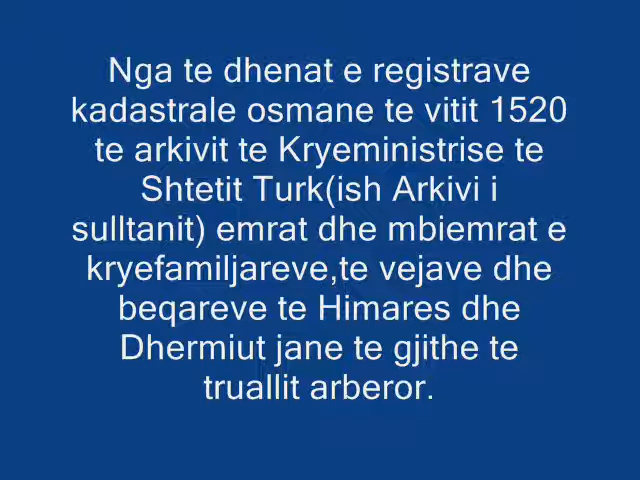 Nga te dhenat e registrave
kadastrale osmane te vitit 1520
te arkivit te Kryeministrise te
Shtetit Turk(ish Arkivi i
sulltanit) emrat dhe mbiemrat e
kryefamiljareve,te vejave dhe
beqareve te Himares dhe
Dhermiut jane te gjithe te
truallit arberor.